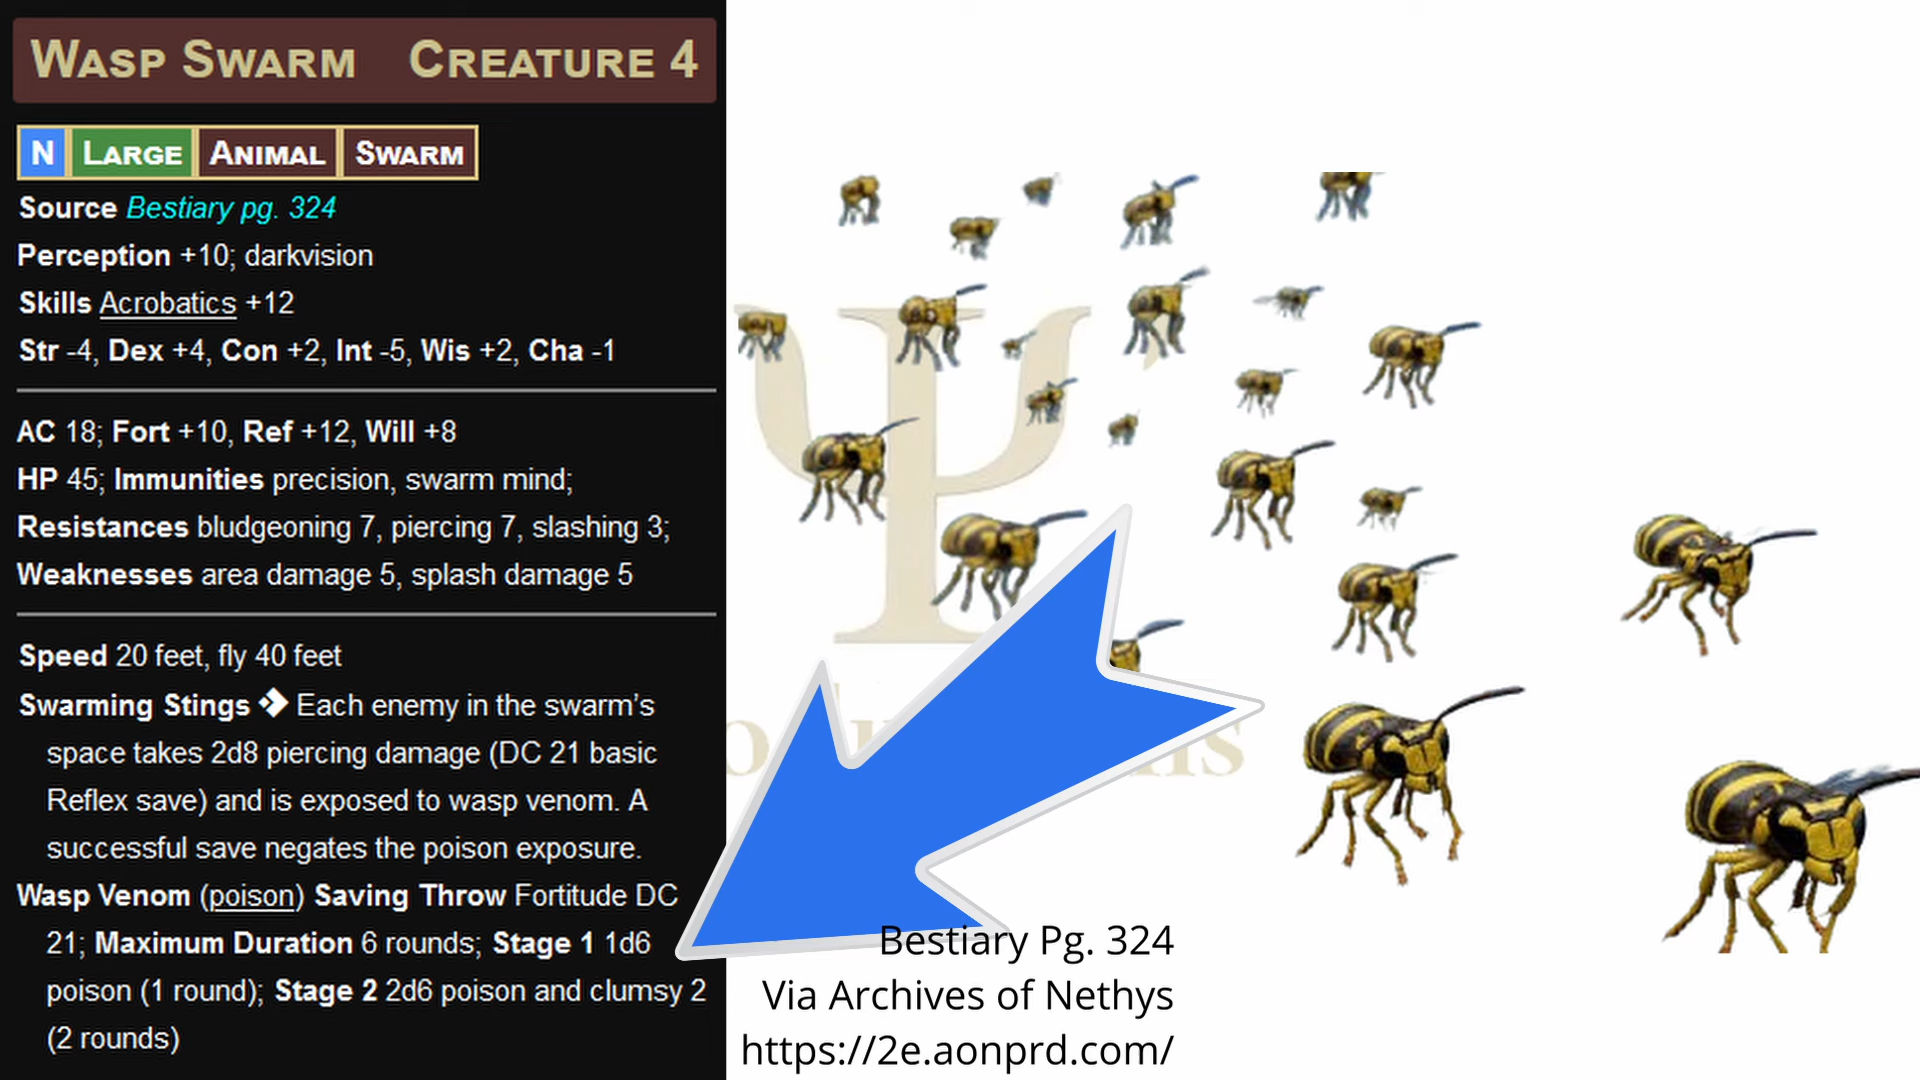 Wasp Swarm Creature 4
N Large Animal Swarm
Source Bestiary pg. 324
Perception +10; darkvision
Skills Acrobatics +12
Str -4, Dex +4, Con +2, Int -5, Wis +2, Cha -1
AC 18; Fort +10, Ref +12, Will +8
HP 45; Immunities precision, swarm mind;
Resistances bludgeoning 7, piercing 7, slashing 3;
Weaknesses area damage 5, splash damage 5
Speed 20 feet, fly 40 feet
Swarming Stings Each enemy in the swarm's
space takes 2d8 piercing damage (DC 21 basic
Reflex save) and is exposed to wasp venom. A
successful save negates the poison exposure.
Wasp Venom (poison) Saving Throw Fortitude DC
21; Maximum Duration 6 rounds; Stage 1 1d6
poison (1 round); Stage 2 2d6 poison and clumsy 2
(2 rounds)
Ψ
Bestiary Pg. 324
Via Archives of Nethys
https://2e.aonprd.com/